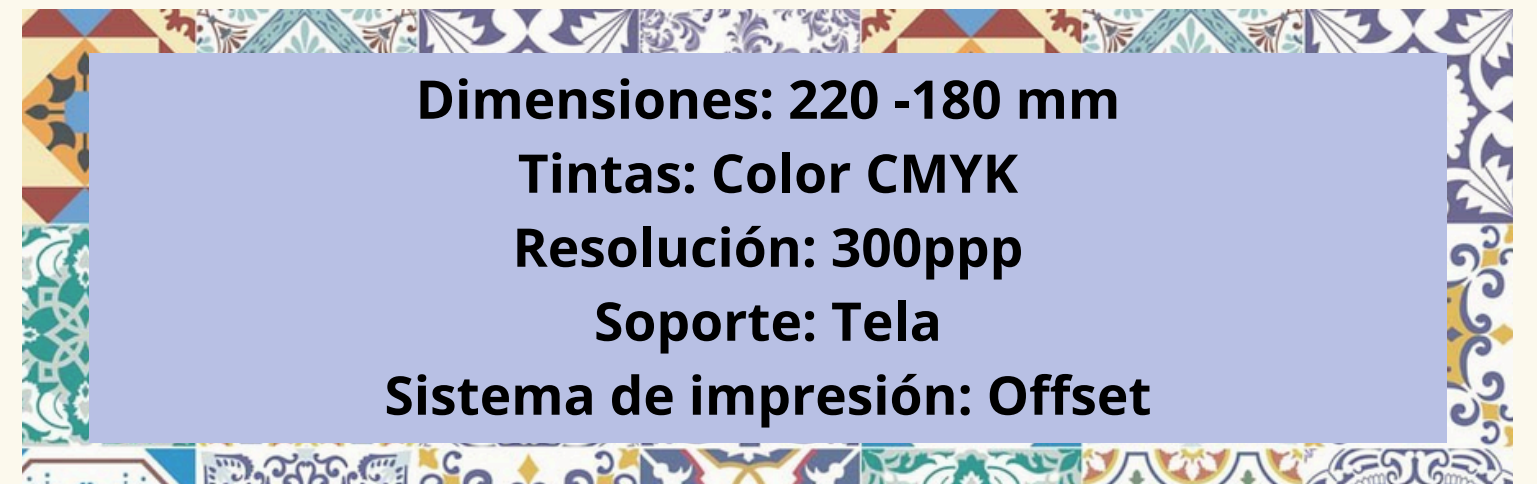 Dimensiones: 220 -180 mm
Tintas: Color CMYK
Resolución: 300ppp
Soporte: Tela
Sistema de impresión: Offset